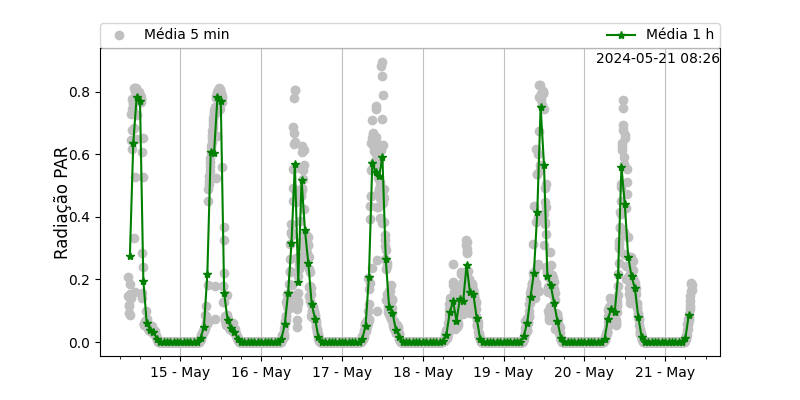 Média 5 min
Média 1 h
2024-05-21 08:26
Radiação PAR
0.8
0.6
0.4
0.2
0.0
15 - May
16 - May
17 - May
18 - May
19 - May
20 - May
21 - May